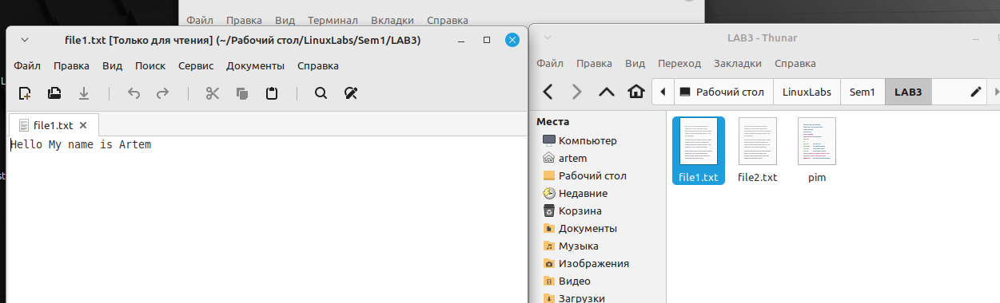 Файл Правка Вид Терминал Вкладки Справка
file1.txt [Только для чтения] (~/Рабочий стол/LinuxLabs/Sem1/LAB3)
Файл Правка Вид Поиск Сервис Документы Справка
file1.txt
Hello My name is Artem
LAB3 - Thunar
Файл Правка Вид Переход Закладки Справка
Рабочий стол LinuxLabs Sem1 LAB3
Места
Компьютер
artem
Рабочий стол
Недавние
Корзина
Документы
Музыка
Изображения
Видео
Загрузки
file1.txt file2.txt pim